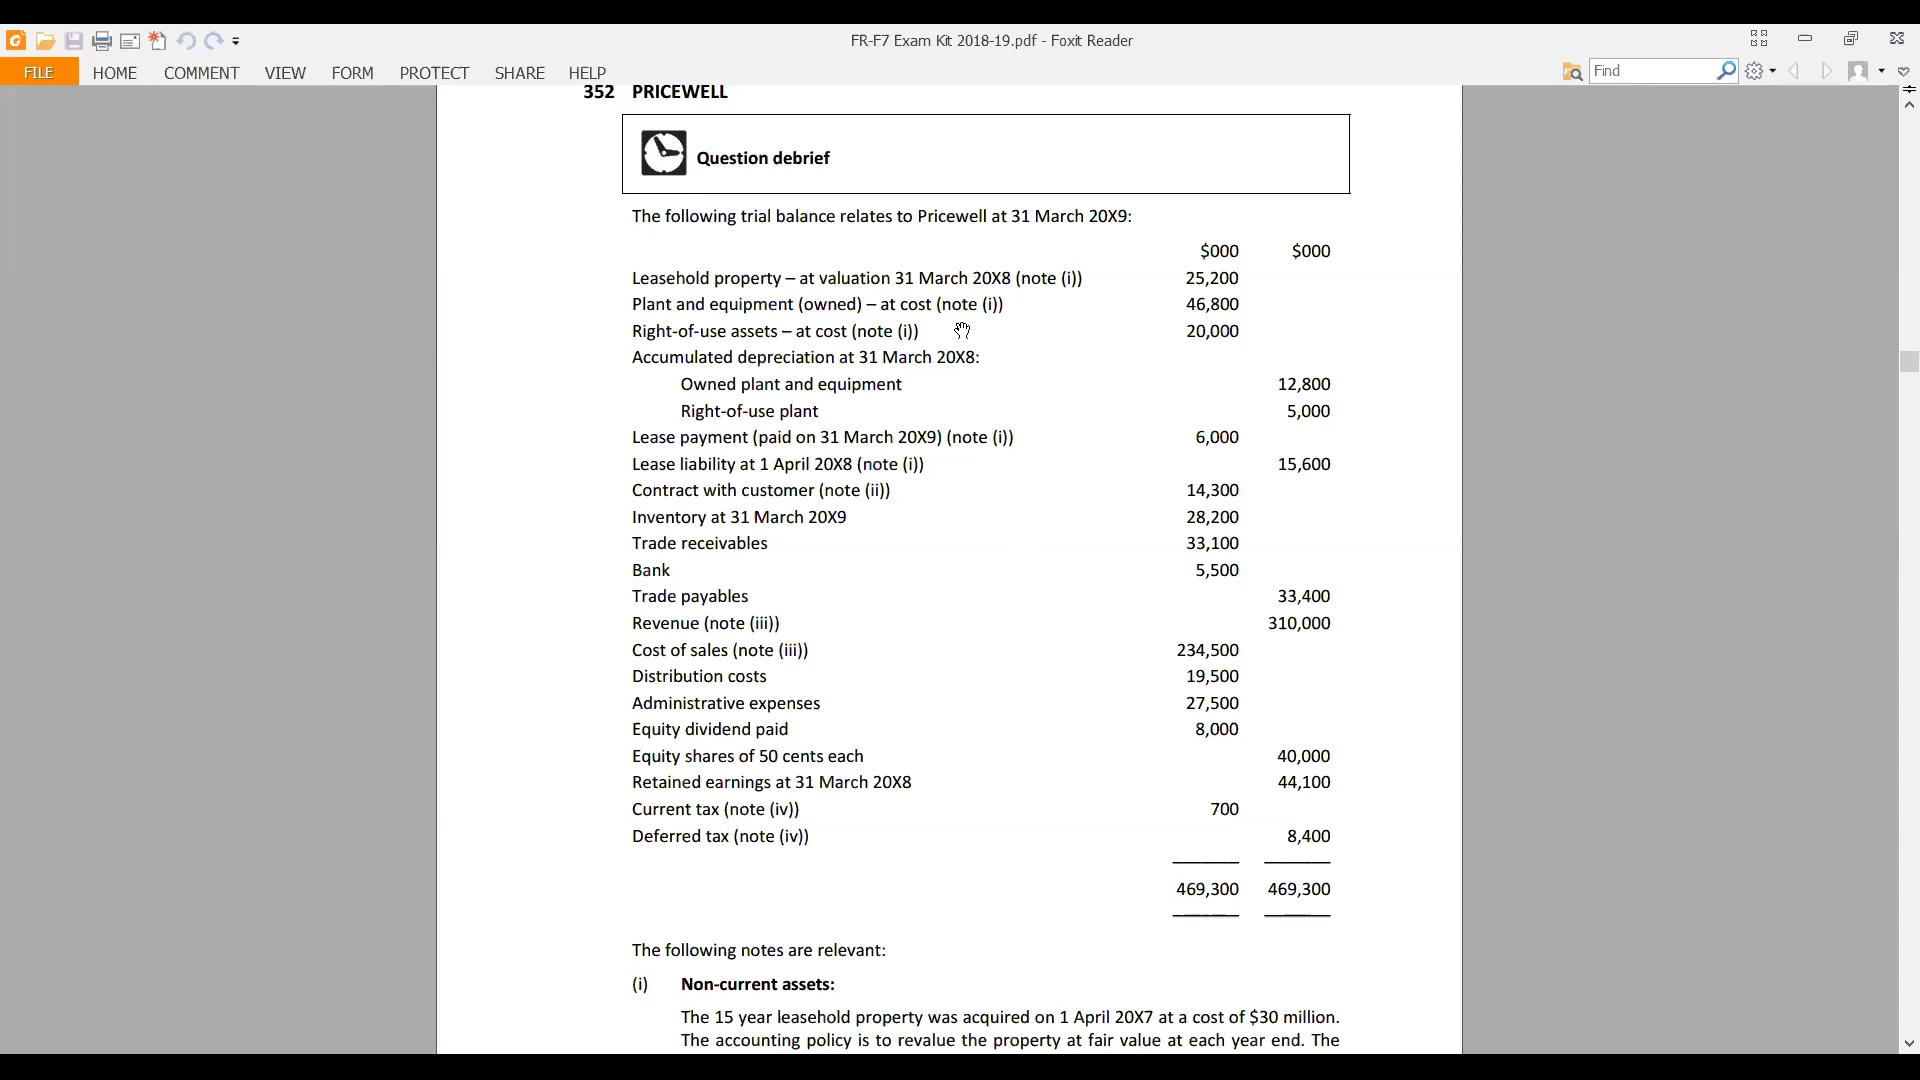 FR-F7 Exam Kit 2018-19.pdf - Foxit Reader
FILE HOME COMMENT VIEW FORM PROTECT SHARE HELP Find
352 PRICEWELL
Question debrief
The following trial balance relates to Pricewell at 31 March 20X9:
$000 $000
Leasehold property – at valuation 31 March 20X8 (note (i)) 25,200
Plant and equipment (owned) – at cost (note (i)) 46,800
Right-of-use assets – at cost (note (i)) 20,000
Accumulated depreciation at 31 March 20X8:
Owned plant and equipment 12,800
Right-of-use plant 5,000
Lease payment (paid on 31 March 20X9) (note (i)) 6,000
Lease liability at 1 April 20X8 (note (i)) 15,600
Contract with customer (note (ii)) 14,300
Inventory at 31 March 20X9 28,200
Trade receivables 33,100
Bank 5,500
Trade payables 33,400
Revenue (note (iii)) 310,000
Cost of sales (note (iii)) 234,500
Distribution costs 19,500
Administrative expenses 27,500
Equity dividend paid 8,000
Equity shares of 50 cents each 40,000
Retained earnings at 31 March 20X8 44,100
Current tax (note (iv)) 700
Deferred tax (note (iv)) 8,400
469,300 469,300
The following notes are relevant:
(i) Non-current assets:
The 15 year leasehold property was acquired on 1 April 20X7 at a cost of $30 million.
The accounting policy is to revalue the property at fair value at each year end. The